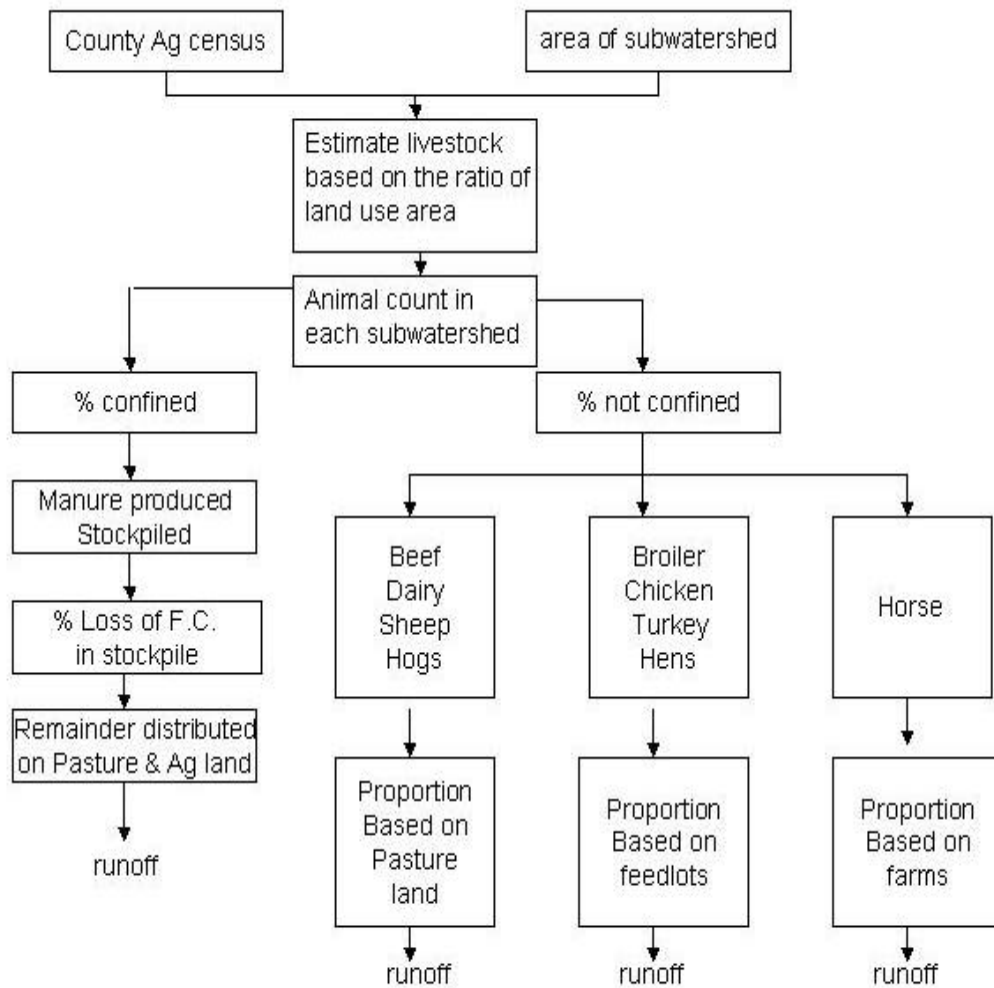 County Ag census
area of subwatershed
Estimate livestock
based on the ratio of
land use area
Animal count in
each subwatershed
% confined
% not confined
Manure produced
Stockpiled
% Loss of F.C.
in stockpile
Remainder distributed
on Pasture & Ag land
runoff
Beef
Dairy
Sheep
Hogs
Broiler
Chicken
Turkey
Hens
Horse
Proportion
Based on
Pasture
land
Proportion
Based on
feedlots
Proportion
Based on
farms
runoff
runoff
runoff